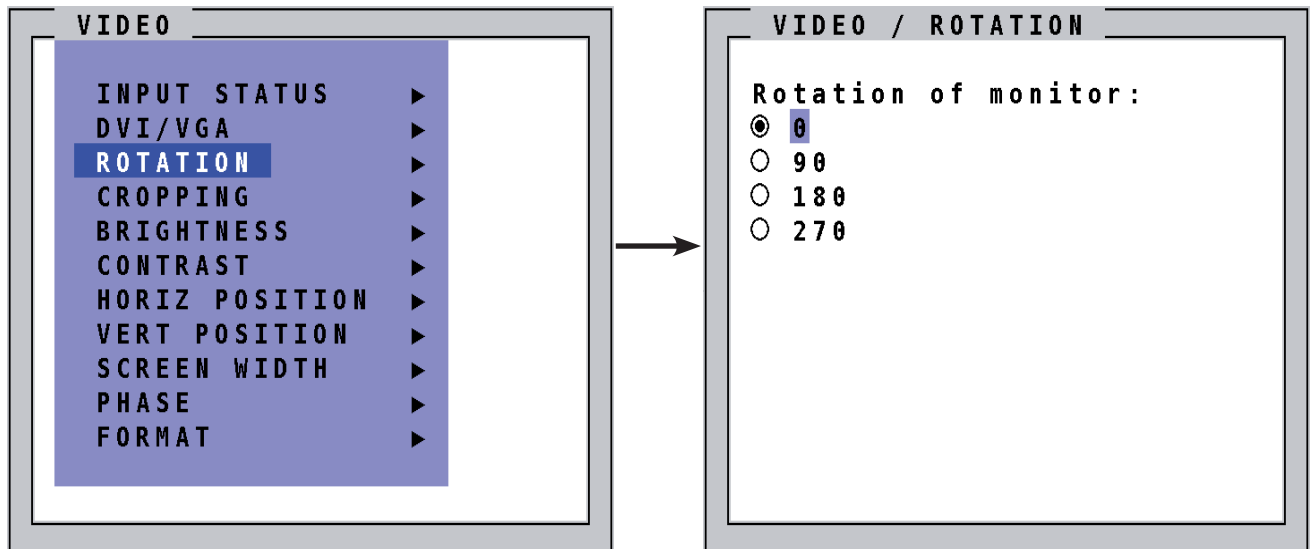 VIDEO
INPUT STATUS
DVI/VGA
ROTATION
CROPPING
BRIGHTNESS
CONTRAST
HORIZ POSITION
VERT POSITION
SCREEN WIDTH
PHASE
FORMAT
VIDEO / ROTATION
Rotation of monitor:
0
90
180
270